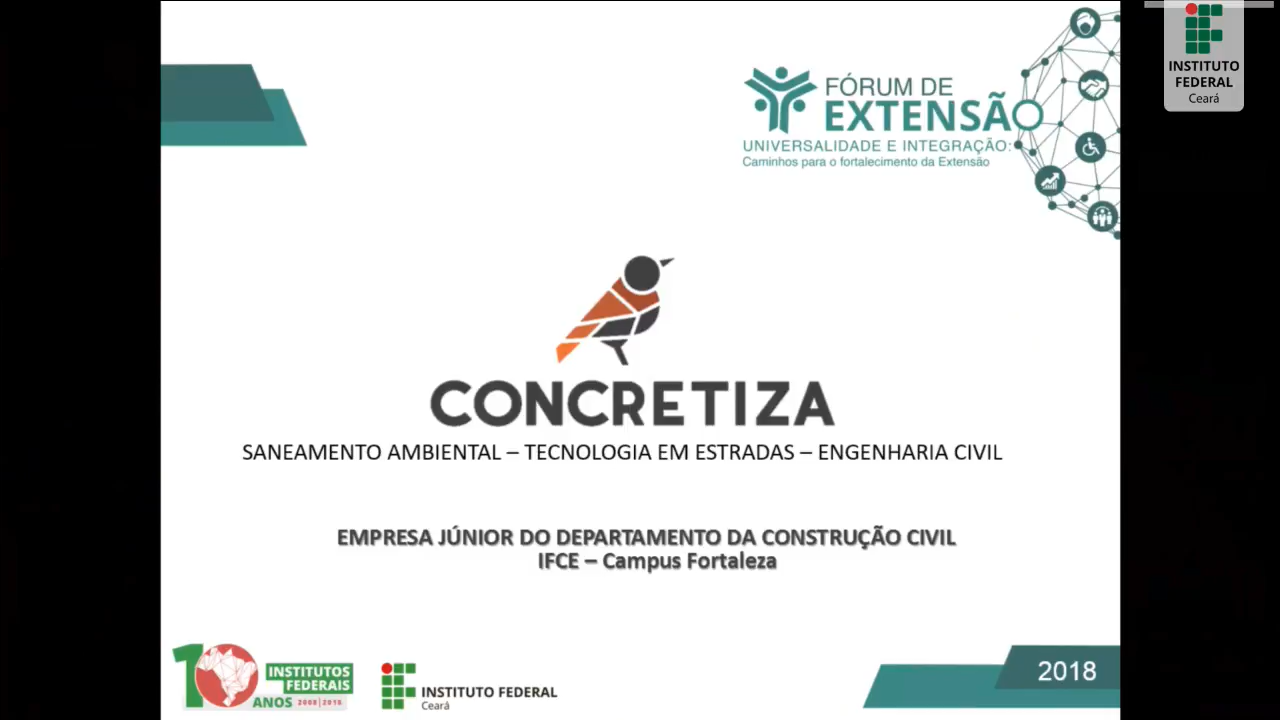 FÓRUM DE
EXTENSÃO
UNIVERSALIDADE E INTEGRAÇÃO:
Caminhos para o fortalecimento da Extensão
INSTITUTO
FEDERAL
Ceará
CONCRETIZA
SANEAMENTO AMBIENTAL – TECNOLOGIA EM ESTRADAS – ENGENHARIA CIVIL
EMPRESA JÚNIOR DO DEPARTAMENTO DA CONSTRUÇÃO CIVIL
IFCE – Campus Fortaleza
10
INSTITUTOS
FEDERAIS
ANOS 2008|2018
INSTITUTO FEDERAL
Ceará
2018